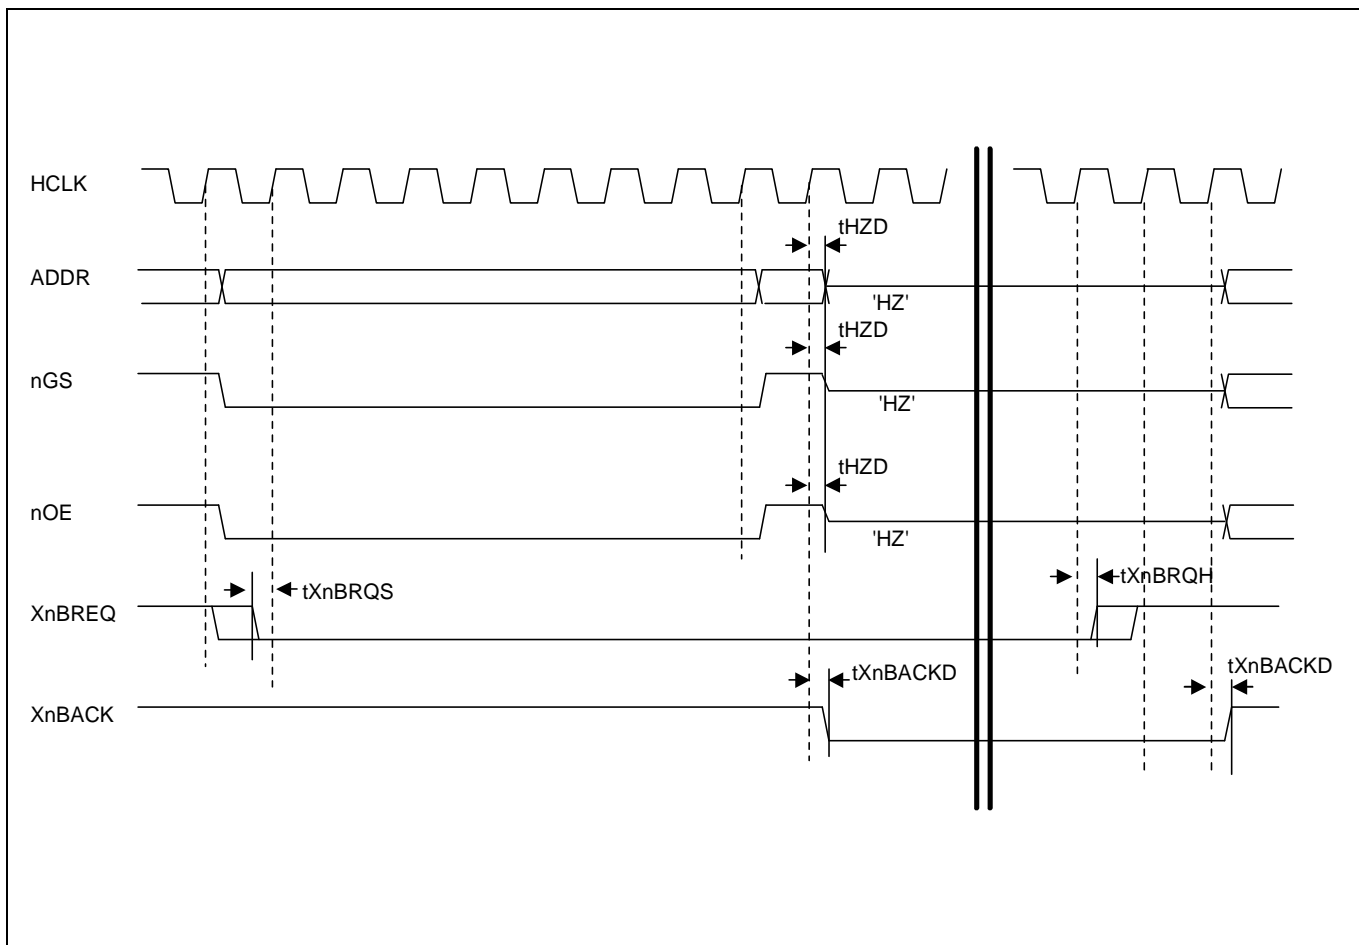 HCLK
tHZD
ADDR
'HZ'
tHZD
nGS
'HZ'
tHZD
nOE
'HZ'
tXnBRQS
tXnBRQH
XnBREQ
tXnBACKD
tXnBACKD
XnBACK